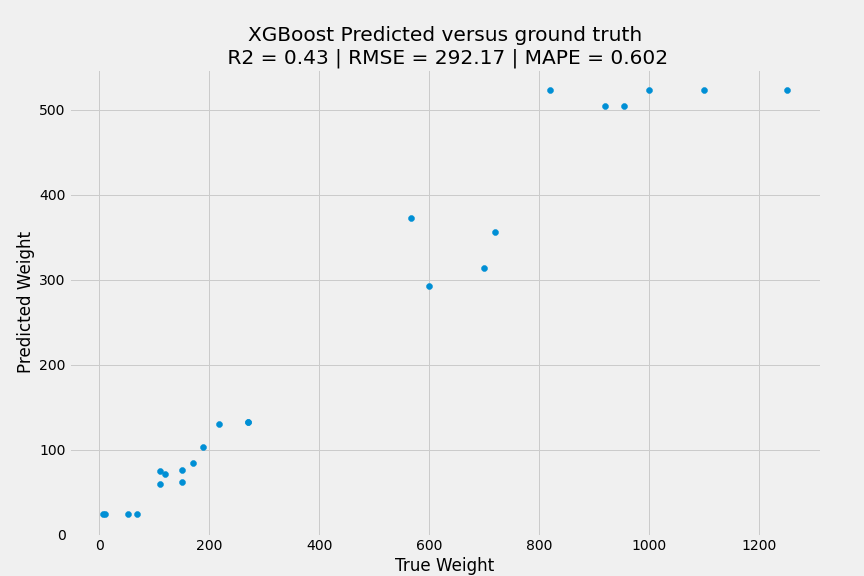 XGBoost Predicted versus ground truth
R2 = 0.43 | RMSE = 292.17 | MAPE = 0.602
500
400
300
200
100
0
Predicted Weight
0 200 400 600 800 1000 1200
True Weight